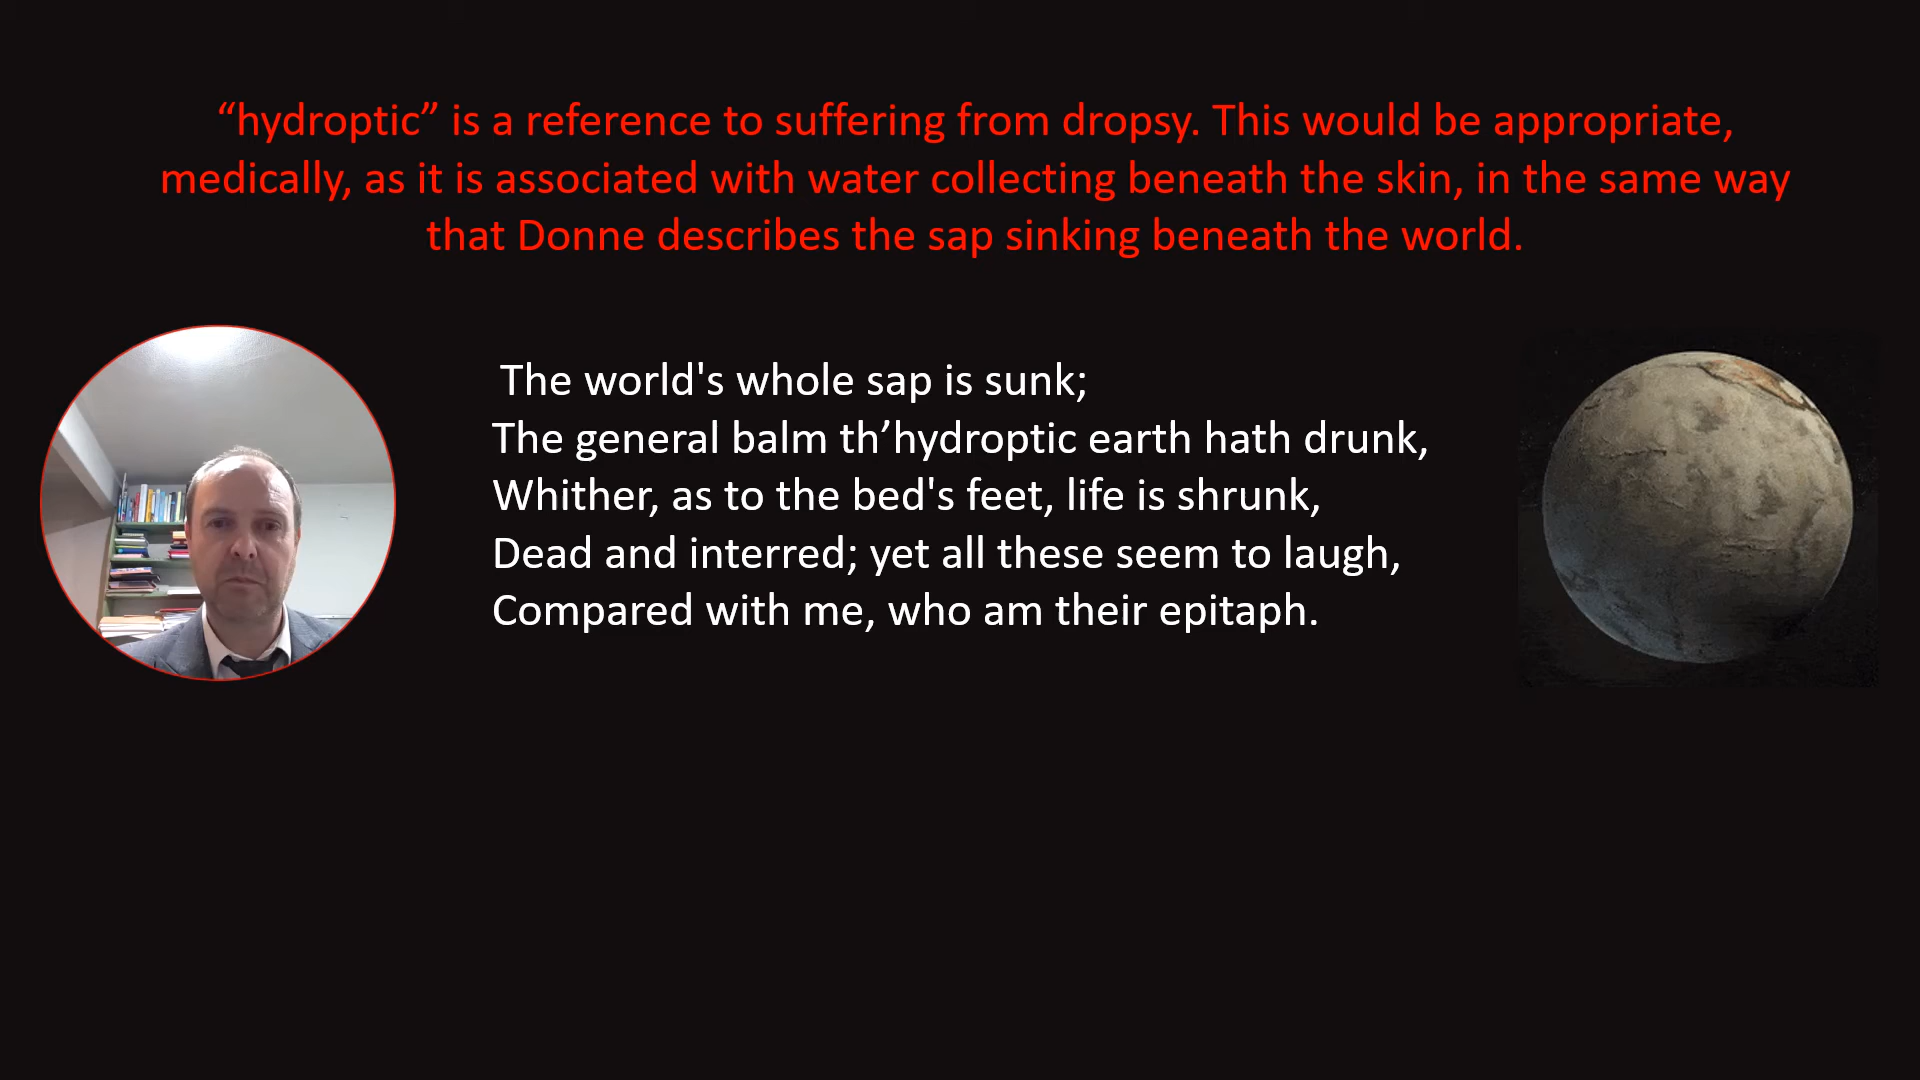 “hydroptic” is a reference to suffering from dropsy. This would be appropriate,
medically, as it is associated with water collecting beneath the skin, in the same way
that Donne describes the sap sinking beneath the world.
The world's whole sap is sunk;
The general balm th’hydroptic earth hath drunk,
Whither, as to the bed's feet, life is shrunk,
Dead and interred; yet all these seem to laugh,
Compared with me, who am their epitaph.